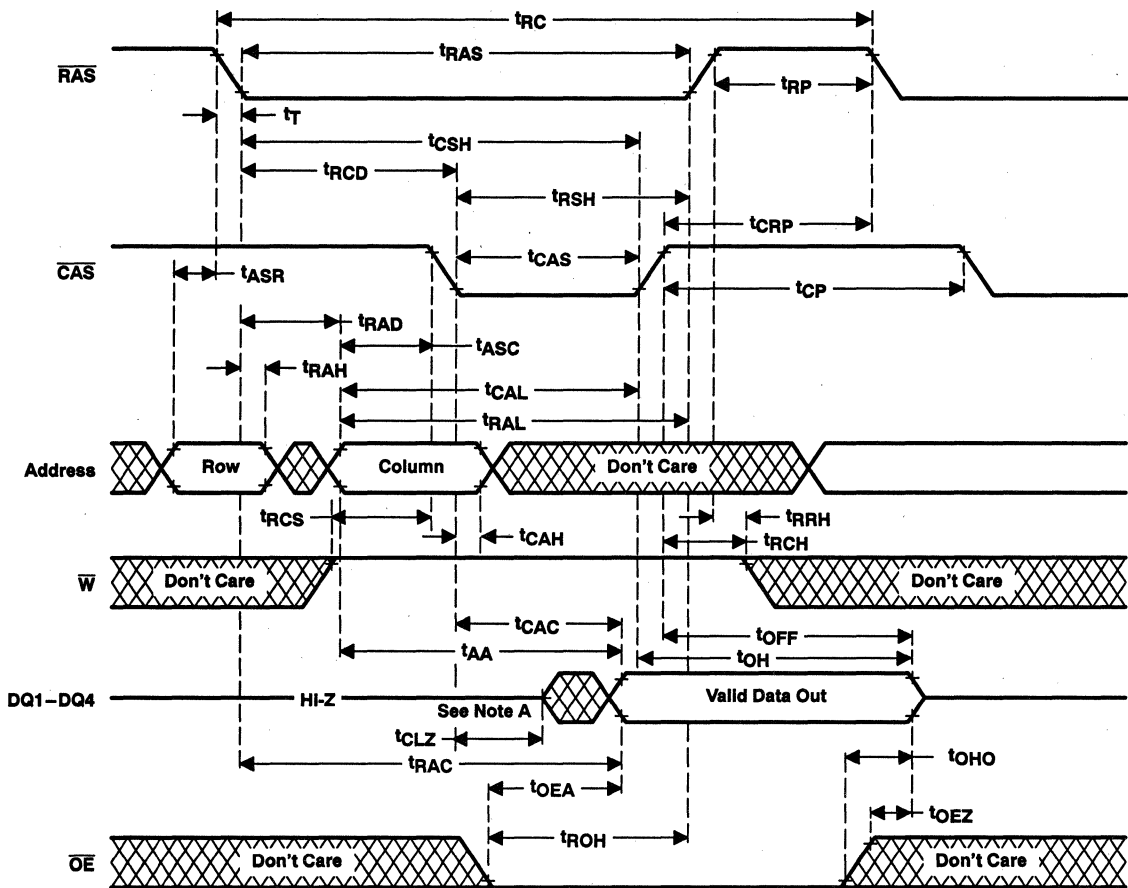 tRC
tRAS
RAS
tRP
tT
tCSH
tRCD
tRSH
tCRP
CAS
tCAS
tASR
tCP
tRAD
tASC
tRAH
tCAL
tRAL
Address Row Column Don't Care
tRCS
tRRH
tCAH
tRCH
W Don't Care Don't Care
tCAC
tOFF
tAA
tOH
DQ1–DQ4 HI-Z Valid Data Out
See Note A
tCLZ
tOHO
tRAC
tOEA
tOEZ
tROH
OE Don't Care Don't Care